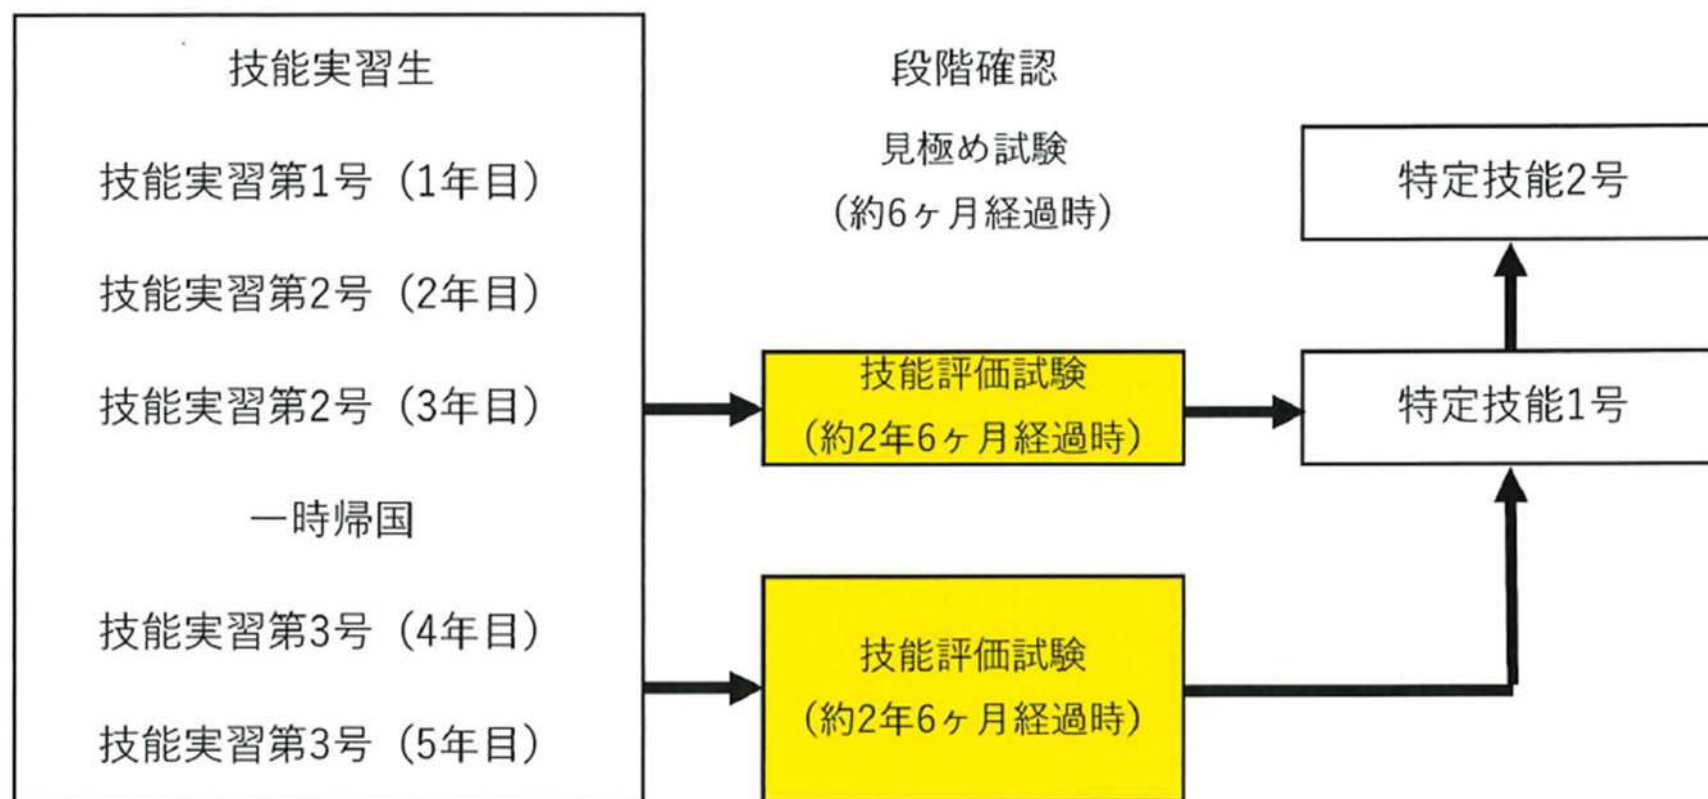 技能実習生
技能実習第1号（1年目）
技能実習第2号（2年目）
技能実習第2号（3年目）
一時帰国
技能実習第3号（4年目）
技能実習第3号（5年目）
段階確認
見極め試験
（約6ヶ月経過時）
技能評価試験
（約2年6ヶ月経過時）
技能評価試験
（約2年6ヶ月経過時）
特定技能2号
特定技能1号